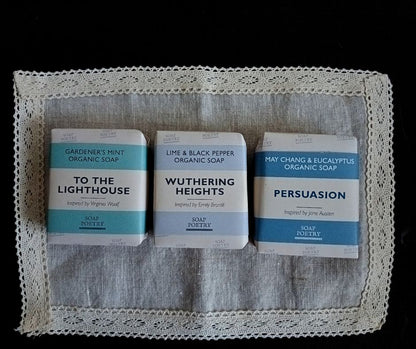 GARDENER'S MINT
ORGANIC SOAP
TO THE
LIGHTHOUSE
Inspired by Virginia Woolf
SOAP
POETRY
LIME & BLACK PEPPER
ORGANIC SOAP
WUTHERING
HEIGHTS
Inspired by Emily Brontë
SOAP
POETRY
MAY CHANG & EUCALYPTUS
ORGANIC SOAP
PERSUASION
Inspired by Jane Austen
SOAP
POETRY